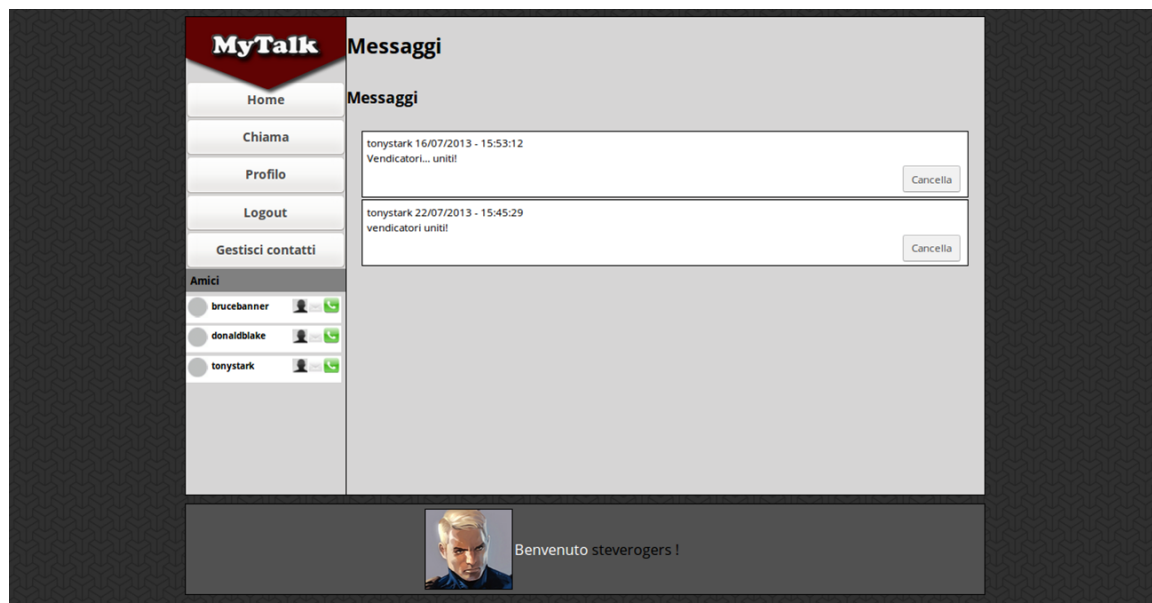 MyTalk
Home
Chiama
Profilo
Logout
Gestisci contatti
Amici
brucebanner
donaldblake
tonystark
Messaggi
Messaggi
tonystark 16/07/2013 - 15:53:12
Vendicatori... uniti!
Cancella
tonystark 22/07/2013 - 15:45:29
vendicatori uniti!
Cancella
Benvenuto steverogers !